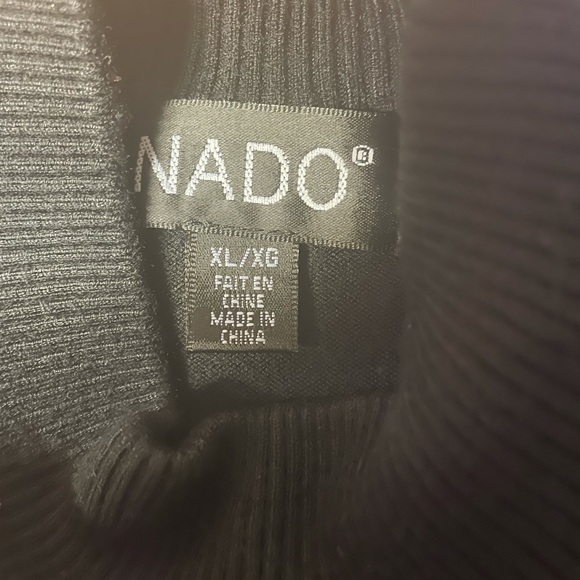 NADO®
XL/XG
FAIT EN
CHINE
MADE IN
CHINA